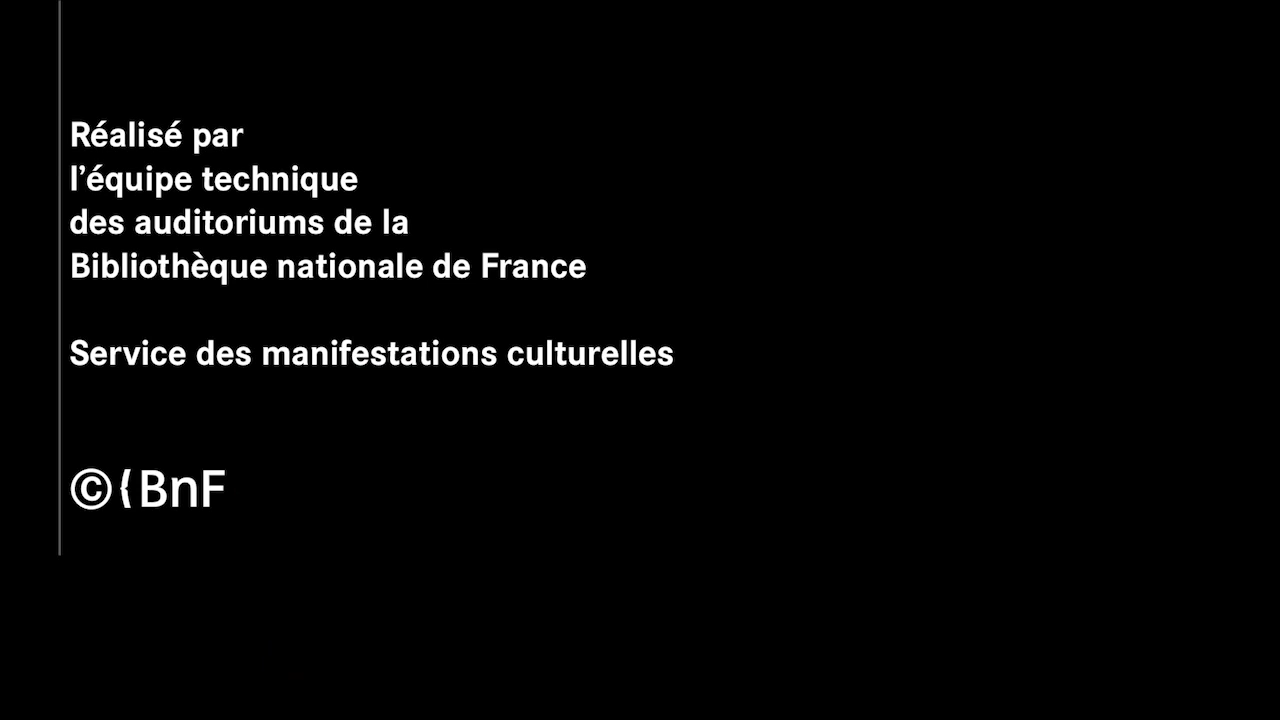 Réalisé par
l’équipe technique
des auditoriums de la
Bibliothèque nationale de France
Service des manifestations culturelles
© { BnF